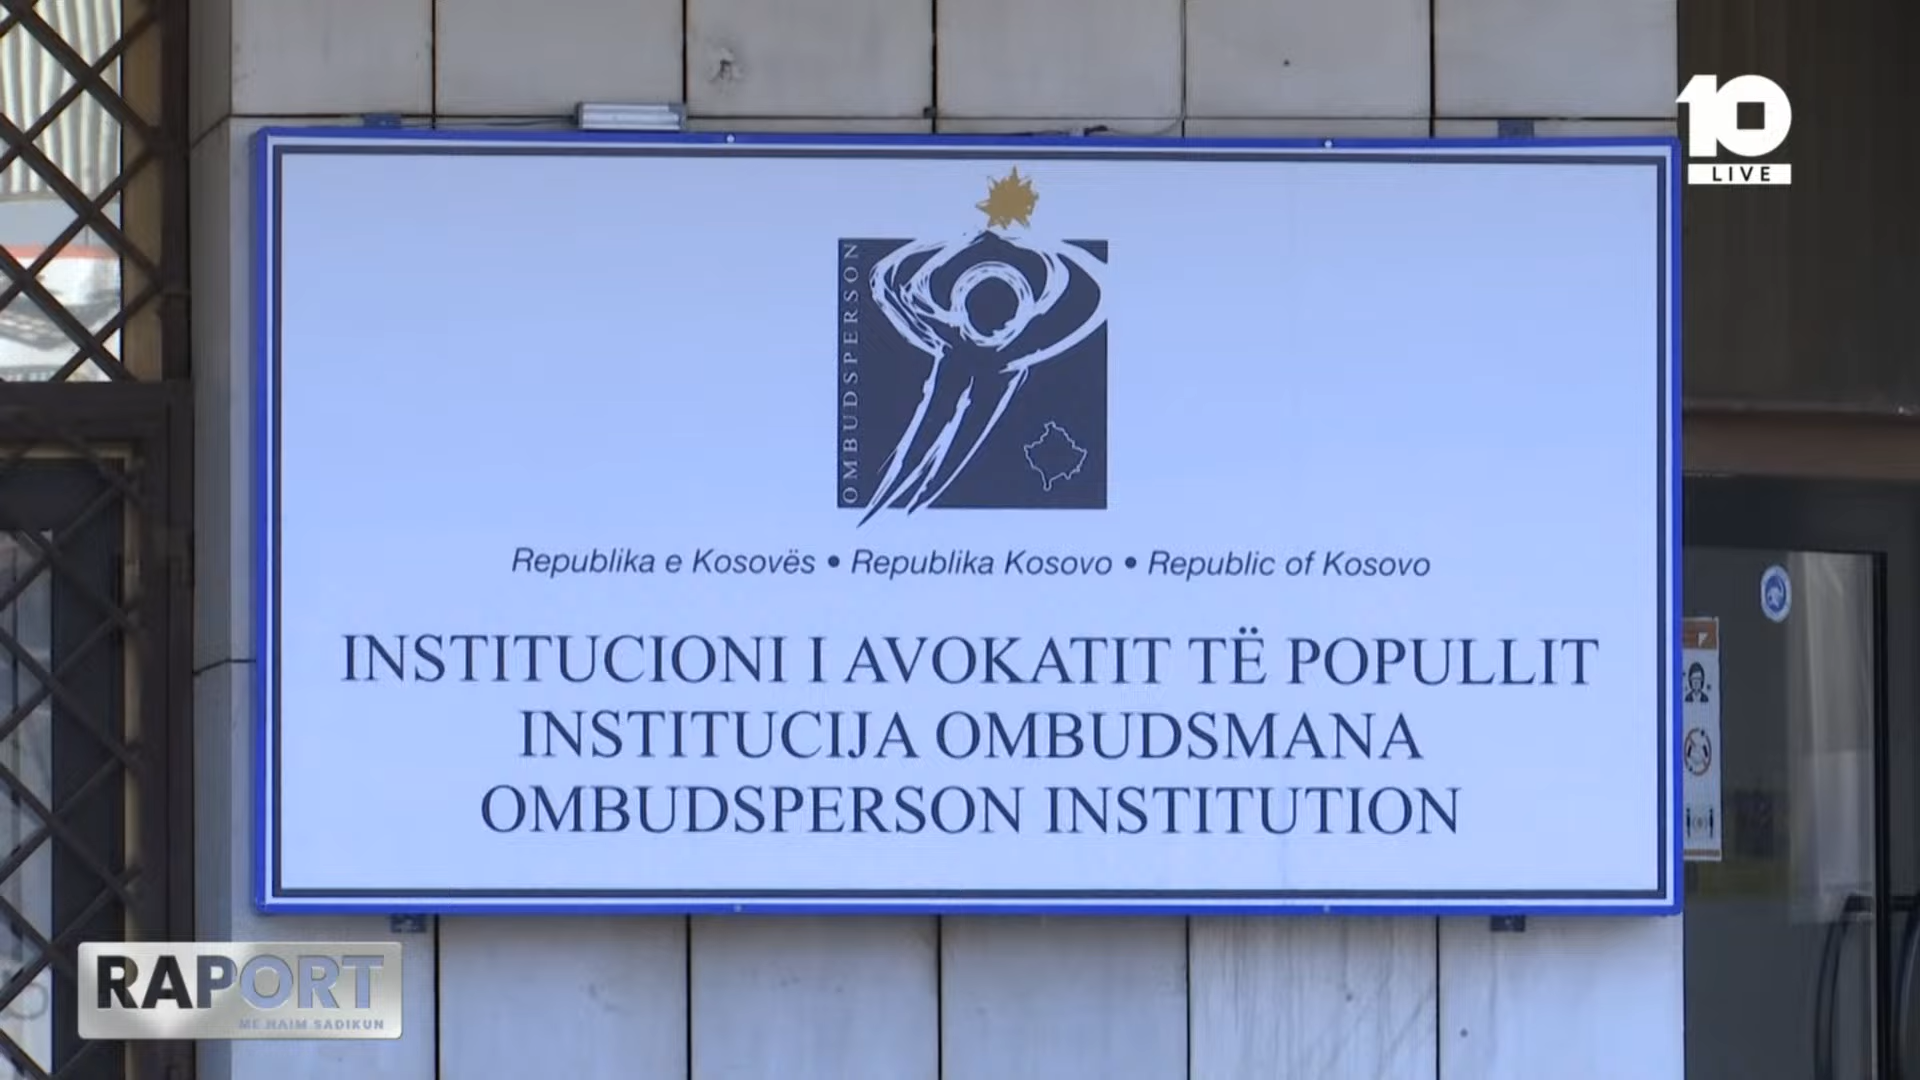 10
LIVE
OMBUDSPERSON
Republika e Kosovës • Republika Kosovo • Republic of Kosovo
INSTITUCIONI I AVOKATIT TË POPULLIT
INSTITUCIJA OMBUDSMANA
OMBUDSPERSON INSTITUTION
RAPORT
ME NAIM SADIKUN